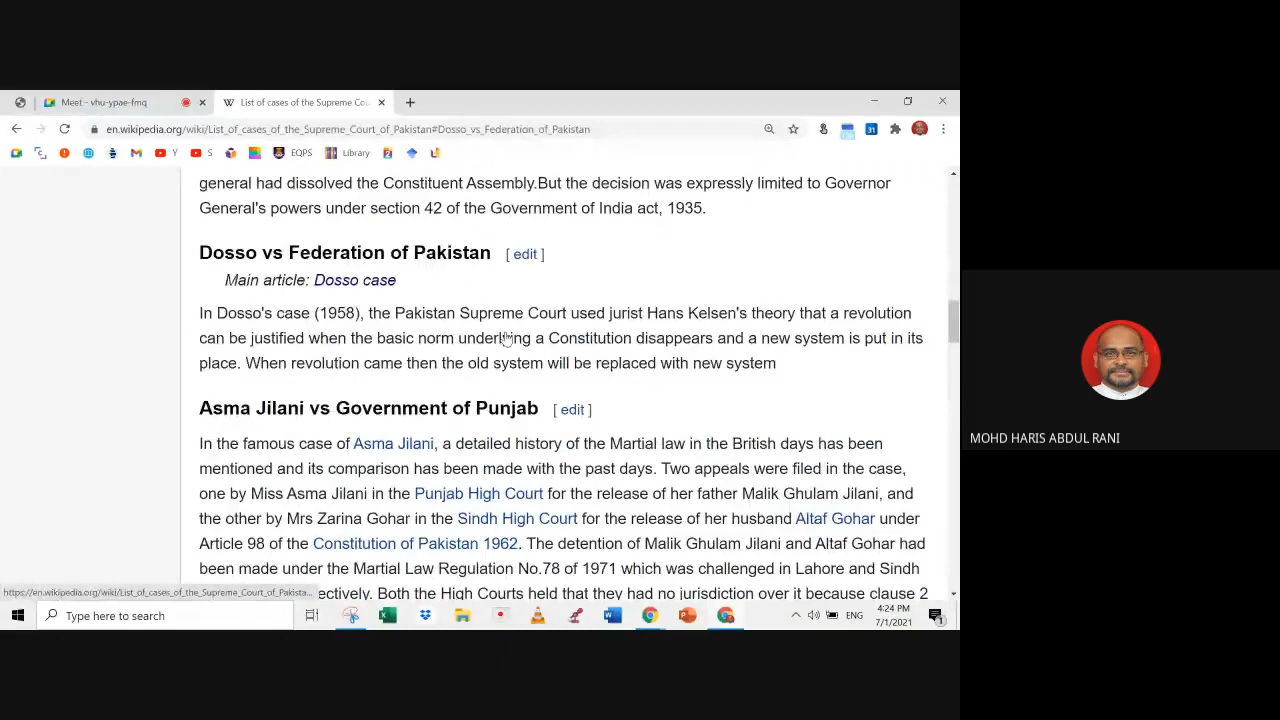 Meet - vhu-ypae-fmq
List of cases of the Supreme Cou
en.wikipedia.org/wiki/List_of_cases_of_the_Supreme_Court_of_Pakistan#Dosso_vs_Federation_of_Pakistan
Y
S
EQPS
Library
general had dissolved the Constituent Assembly.But the decision was expressly limited to Governor
General's powers under section 42 of the Government of India act, 1935.
Dosso vs Federation of Pakistan [ edit ]
Main article: Dosso case
In Dosso's case (1958), the Pakistan Supreme Court used jurist Hans Kelsen's theory that a revolution
can be justified when the basic norm underlying a Constitution disappears and a new system is put in its
place. When revolution came then the old system will be replaced with new system
Asma Jilani vs Government of Punjab [ edit ]
In the famous case of Asma Jilani, a detailed history of the Martial law in the British days has been
mentioned and its comparison has been made with the past days. Two appeals were filed in the case,
one by Miss Asma Jilani in the Punjab High Court for the release of her father Malik Ghulam Jilani, and
the other by Mrs Zarina Gohar in the Sindh High Court for the release of her husband Altaf Gohar under
Article 98 of the Constitution of Pakistan 1962. The detention of Malik Ghulam Jilani and Altaf Gohar had
been made under the Martial Law Regulation No.78 of 1971 which was challenged in Lahore and Sindh
ectively. Both the High Courts held that they had no jurisdiction over it because clause 2
https://en.wikipedia.org/wiki/List_of_cases_of_the_Supreme_Court_of_Pakista...
Type here to search
ENG
4:24 PM
7/1/2021
MOHD HARIS ABDUL RANI